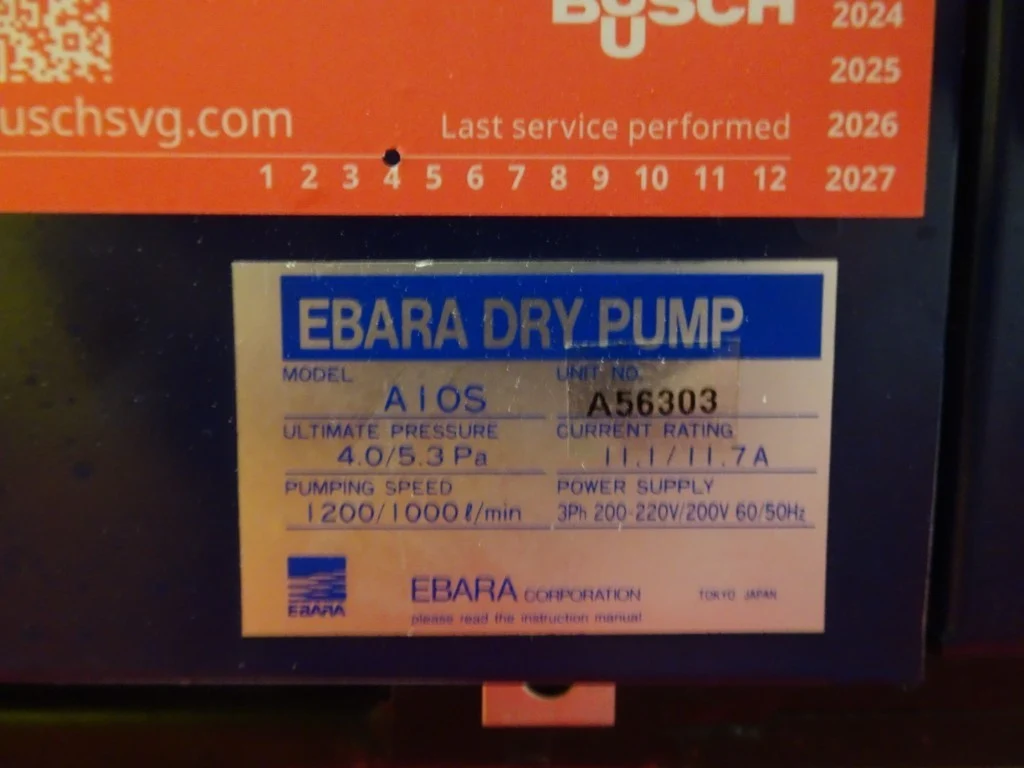 BUSCH
2024
2025
uschsvg.com
Last service performed
2026
1 2 3 4 5 6 7 8 9 10 11 12
2027
EBARA DRY PUMP
MODEL
A10S
UNIT NO.
A56303
ULTIMATE PRESSURE
4.0/5.3 Pa
CURRENT RATING
11.1/11.7A
PUMPING SPEED
1200/1000ℓ/min
POWER SUPPLY
3Ph 200-220V/200V 60/50Hz
EBARA
EBARA CORPORATION
TOKYO JAPAN
please read the instruction manual